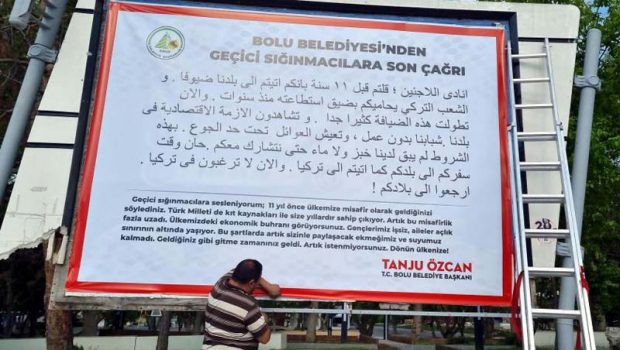 BOLU BELEDİYESİ'NDEN
GEÇİCİ SIĞINMACILARA SON ÇAĞRI
انادى اللاجنين ؛ قلتم قبل ١١ سنة بانكم اتيتم الى بلدنا ضيوفا . و
الشعب التركي يحاميكم بضيق استطاعته منذ سنوات . والان
تطولت هذة الضيافة كثيرا جدا . و تشاهدون الازمة الاقتصادية فى
بلدنا , شبابنا بدون عمل , وتعيش العوائل تحت حد الجوع . بهذه
الشروط لم يبق لدينا خبز ولا ماء حتى نتشارك معكم .حان وقت
سفركم الى بلدكم كما اتيتم الى تركيا . والان لا ترغبون فى تركيا .
ارجعوا الى بلادكم !
Geçici sığınmacılara sesleniyorum; 11 yıl önce ülkemize misafir olarak geldiğinizi
söylediniz. Türk Milleti de kıt kaynakları ile size yıllardır sahip çıkıyor. Artık bu misafirlik
fazla uzadı. Ülkemizdeki ekonomik buhranı görüyorsunuz. Gençlerimiz işsiz, aileler açlık
sınırının altında yaşıyor. Bu şartlarda artık sizinle paylaşacak ekmeğimiz ve suyumuz
kalmadı. Geldiğiniz gibi gitme zamanınız geldi. Artık istenmiyorsunuz. Dönün ülkenize!
TANJU ÖZCAN
T.C. BOLU BELEDİYE BAŞKANI